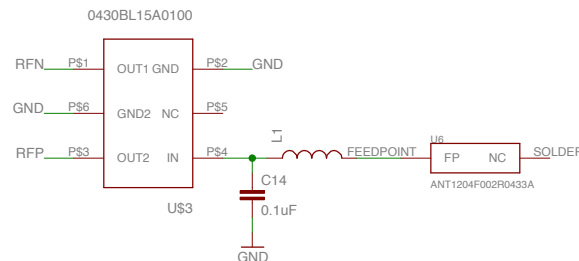 0430BL15A0100
RFN P$1 OUT1 GND P$2 GND
GND P$6 GND2 NC P$5
RFP P$3 OUT2 IN P$4
L1
FEEDPOINT
U6
FP NC
SOLDER
ANT1204F002R0433A
C14
0.1uF
U$3
GND